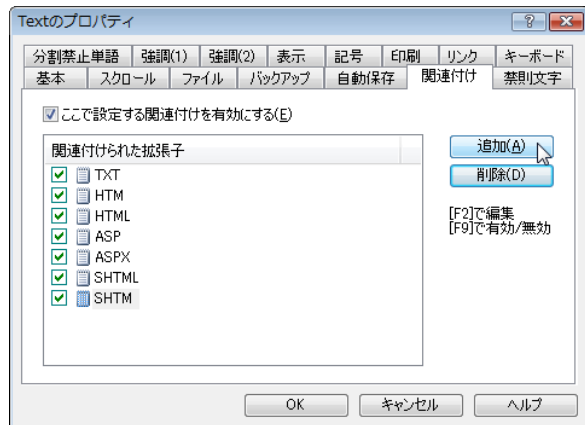 Textのプロパティ
分割禁止単語 強調(1) 強調(2) 表示 記号 印刷 リンク キーボード
基本 スクロール ファイル バックアップ 自動保存 関連付け 禁則文字
ここで設定する関連付けを有効にする(E)
関連付けられた拡張子
追加(A)
TXT
削除(D)
HTM
HTML
[F2]で編集
[F9]で有効/無効
ASP
ASPX
SHTML
SHTM
OK キャンセル ヘルプ